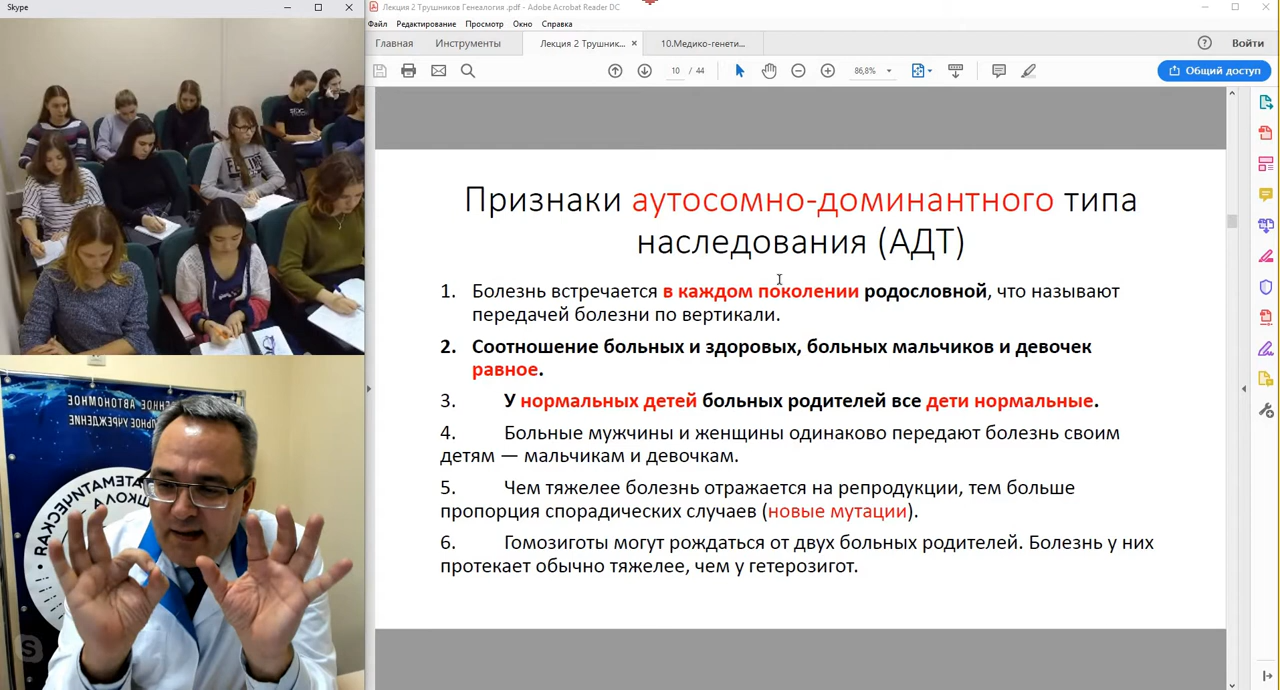 Skype
Лекция 2 Трушников Генеалогия .pdf - Adobe Acrobat Reader DC
Файл Редактирование Просмотр Окно Справка
Главная Инструменты Лекция 2 Трушник... × 10.Медико-генети...
Войти
10 / 44
86,8%
Общий доступ
Признаки аутосомно-доминантного типа
наследования (АДТ)
1. Болезнь встречается в каждом поколении родословной, что называют
передачей болезни по вертикали.
2. Соотношение больных и здоровых, больных мальчиков и девочек
равное.
3. У нормальных детей больных родителей все дети нормальные.
4. Больные мужчины и женщины одинаково передают болезнь своим
детям — мальчикам и девочкам.
5. Чем тяжелее болезнь отражается на репродукции, тем больше
пропорция спорадических случаев (новые мутации).
6. Гомозиготы могут рождаться от двух больных родителей. Болезнь у них
протекает обычно тяжелее, чем у гетерозигот.
АВТОНОМНОЕ
УЧРЕЖДЕНИЕ
МАТЕМАТИЧ
ШКОЛА